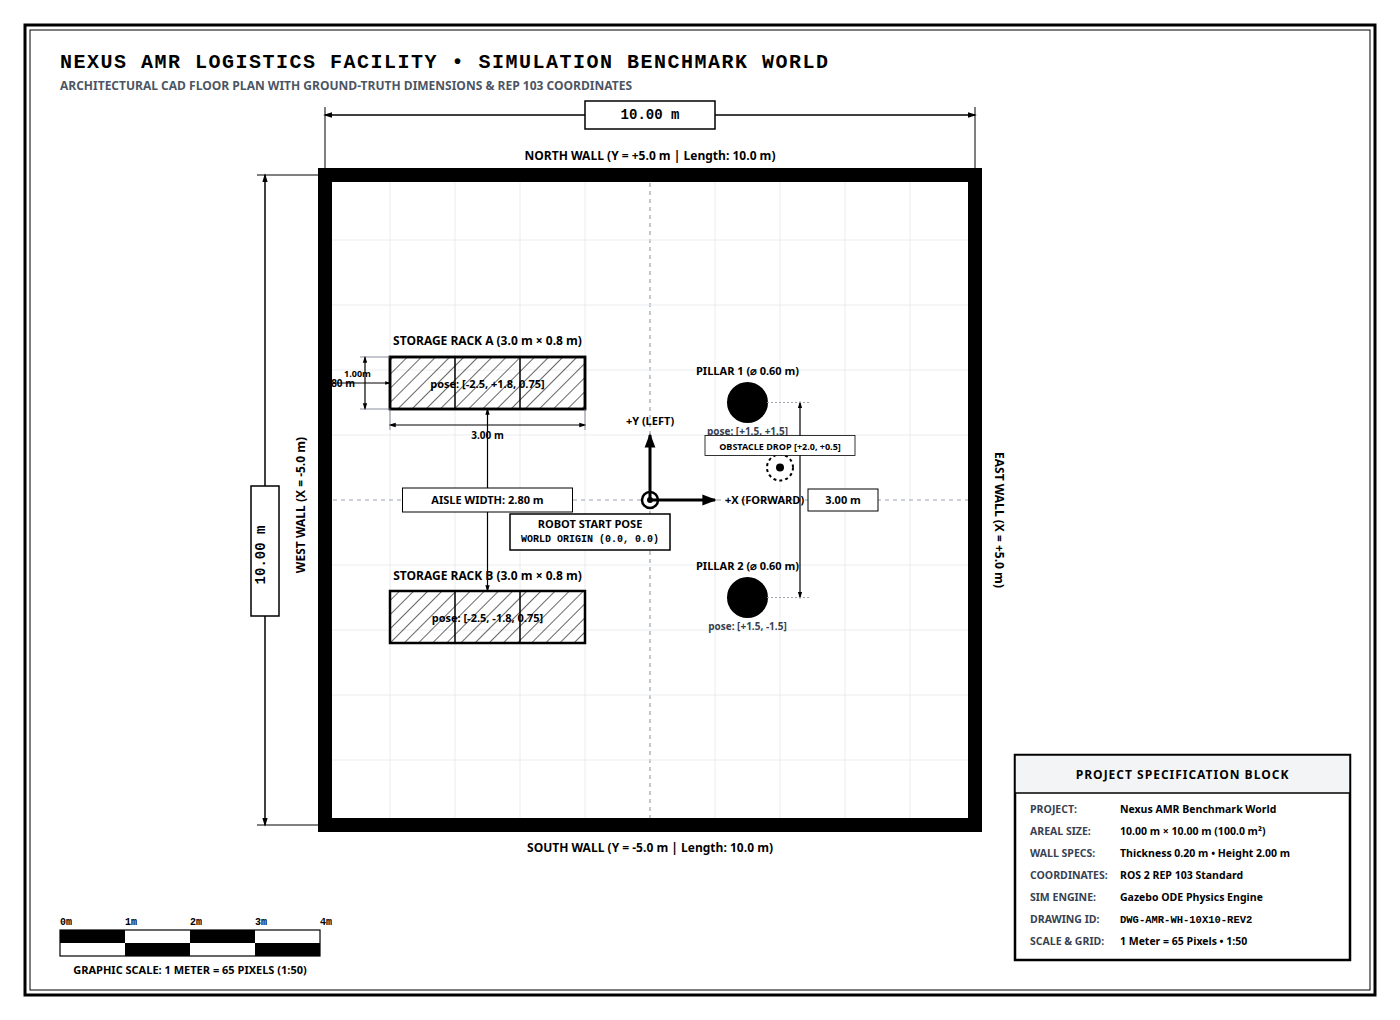 NEXUS AMR LOGISTICS FACILITY • SIMULATION BENCHMARK WORLD
ARCHITECTURAL CAD FLOOR PLAN WITH GROUND-TRUTH DIMENSIONS & REP 103 COORDINATES
10.00 m
NORTH WALL (Y = +5.0 m | Length: 10.0 m)
STORAGE RACK A (3.0 m × 0.8 m)
1.00m
80 m
pose: [-2.5, +1.8, 0.75]
3.00 m
PILLAR 1 (⌀ 0.60 m)
pose: [+1.5, +1.5]
OBSTACLE DROP [+2.0, +0.5]
+Y (LEFT)
+X (FORWARD)
3.00 m
AISLE WIDTH: 2.80 m
ROBOT START POSE
WORLD ORIGIN (0.0, 0.0)
WEST WALL (X = -5.0 m)
10.00 m
EAST WALL (X = +5.0 m)
STORAGE RACK B (3.0 m × 0.8 m)
pose: [-2.5, -1.8, 0.75]
PILLAR 2 (⌀ 0.60 m)
pose: [+1.5, -1.5]
SOUTH WALL (Y = -5.0 m | Length: 10.0 m)
PROJECT SPECIFICATION BLOCK
PROJECT: Nexus AMR Benchmark World
AREAL SIZE: 10.00 m × 10.00 m (100.0 m²)
WALL SPECS: Thickness 0.20 m • Height 2.00 m
COORDINATES: ROS 2 REP 103 Standard
SIM ENGINE: Gazebo ODE Physics Engine
DRAWING ID: DWG-AMR-WH-10X10-REV2
SCALE & GRID: 1 Meter = 65 Pixels • 1:50
0m 1m 2m 3m 4m
GRAPHIC SCALE: 1 METER = 65 PIXELS (1:50)